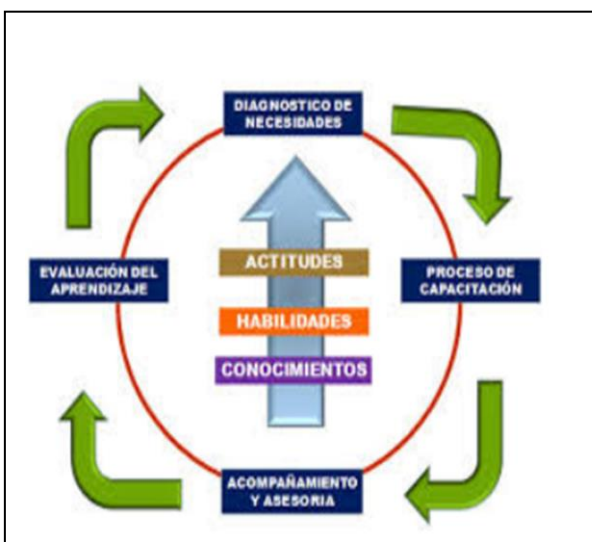 DIAGNOSTICO DE
NECESIDADES
ACTITUDES
EVALUACIÓN DEL
APRENDIZAJE
PROCESO DE
CAPACITACIÓN
HABILIDADES
CONOCIMIENTOS
ACOMPAÑAMIENTO
Y ASESORIA